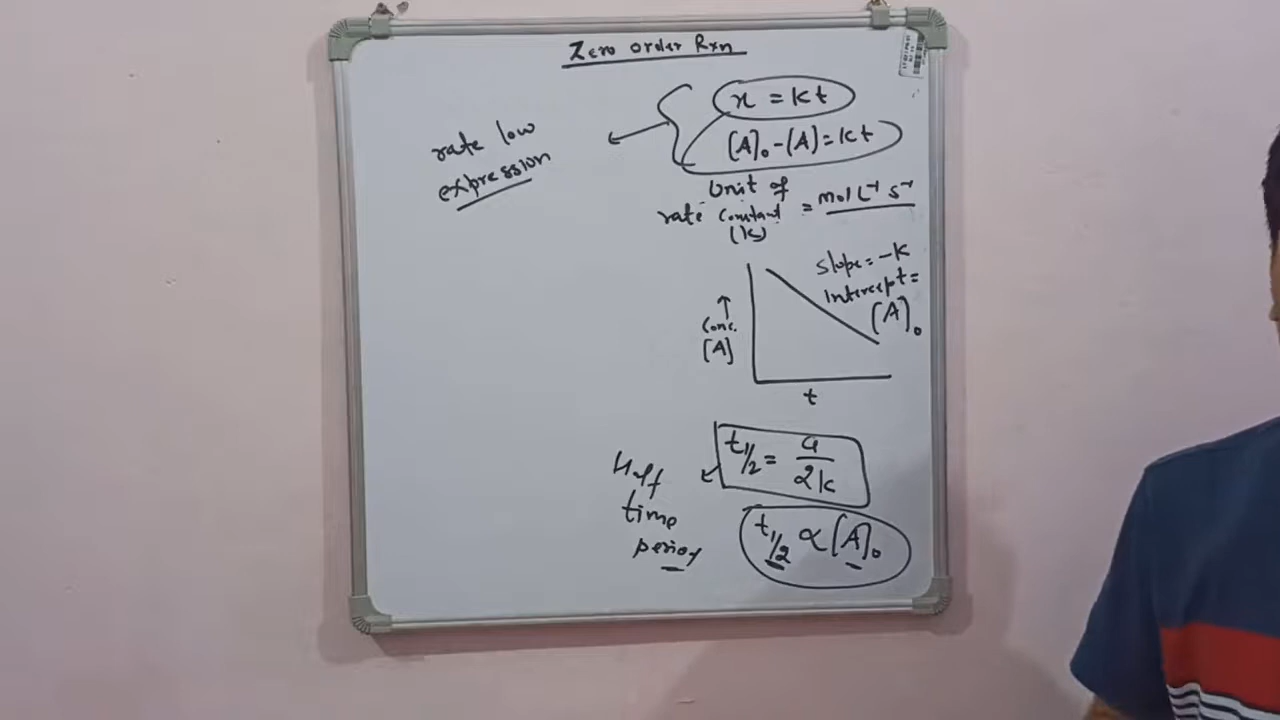 Zero order Rxn
x = kt
[A]₀ - [A] = kt
rate low
expression
Unit of
rate constant = mol L⁻¹ s⁻¹
(k)
slope = -k
Intercept =
[A]₀
↑
Conc.
[A]
t
t1/2 = a/2k
Half
time
period
t1/2 ∝ [A]₀